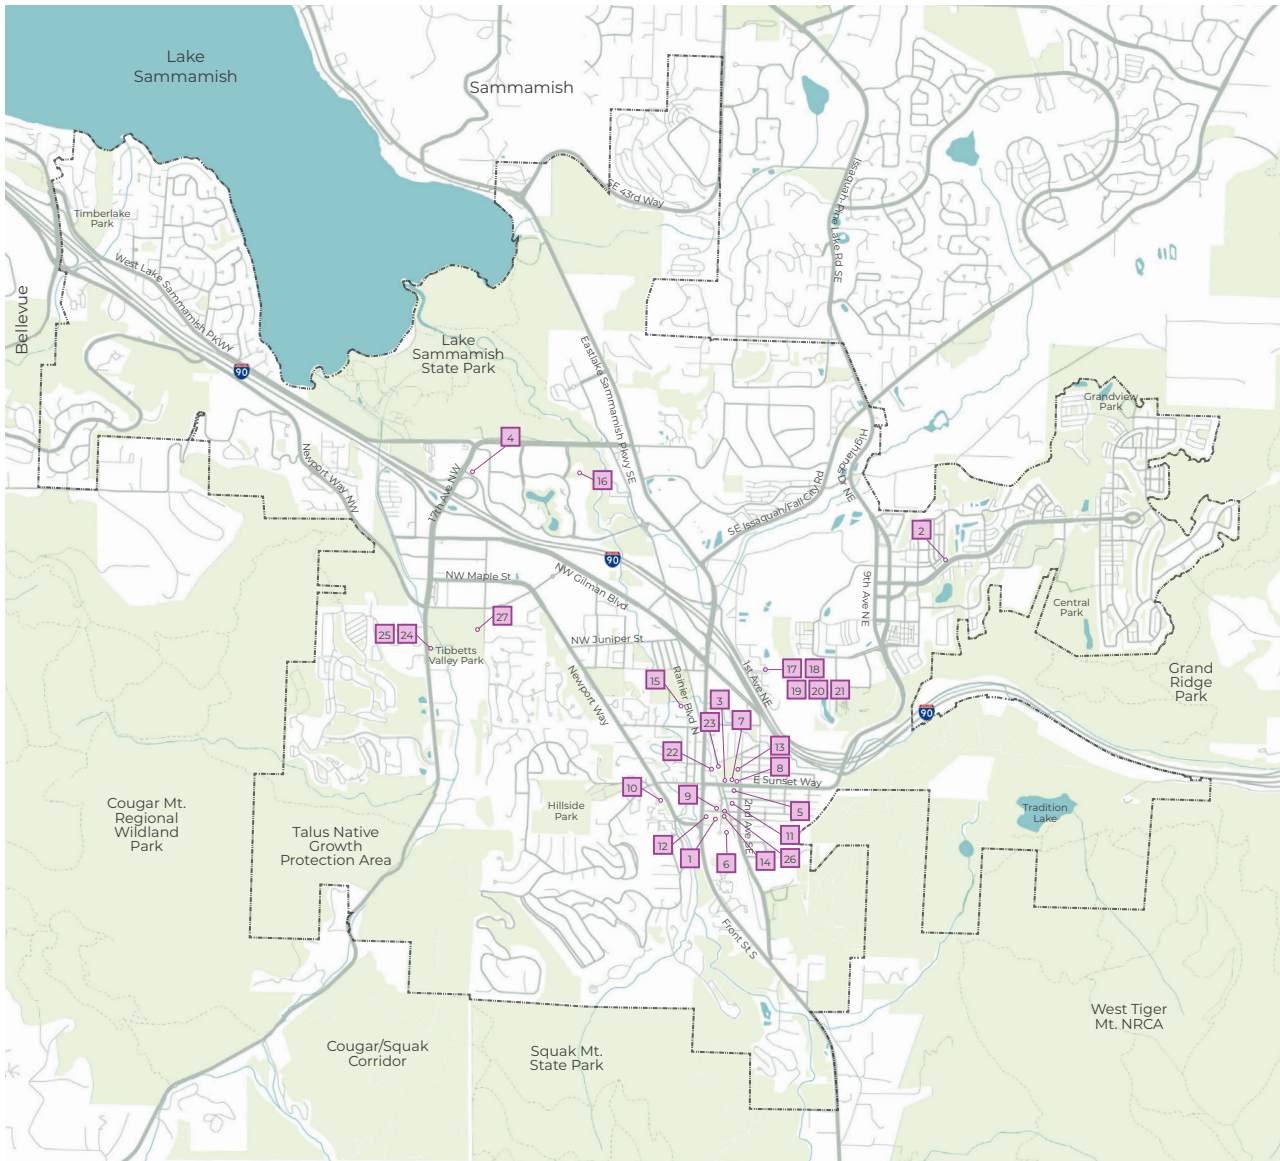 Lake
Sammamish
Sammamish
SE 43rd Way
Issaquah-Pine Lake Rd SE
Timberlake
Park
West Lake Sammamish PKWY
Bellevue
90
Lake
Sammamish
State Park
Eastlake Sammamish Pkwy SE
Grandview
Park
4
16
Newport Way NW
17th Ave NW
Highlands Dr NE
SE Issaquah/Fall City Rd
2
90
NW Maple St
NW Gilman Blvd
9th Ave NE
Central
Park
27
25
24
Tibbetts
Valley Park
NW Juniper St
Newport Way
Rainier Blvd N
1st Ave NE
15
17
18
19
20
21
Grand
Ridge
Park
90
3
23
7
22
13
8
E Sunset Way
10
9
5
2nd Ave SE
Hillside
Park
Tradition
Lake
Cougar Mt.
Regional
Wildland
Park
Talus Native
Growth
Protection Area
12
1
6
14
11
26
Front St S
Cougar/Squak
Corridor
Squak Mt.
State Park
West Tiger
Mt. NRCA